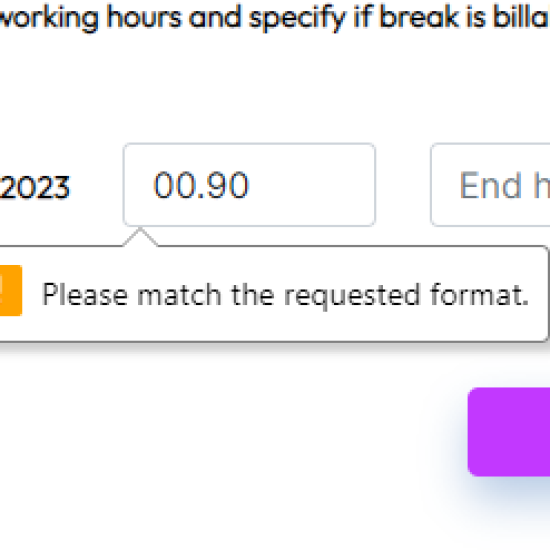 working hours and specify if break is billa
2023
00.90
End h
Please match the requested format.